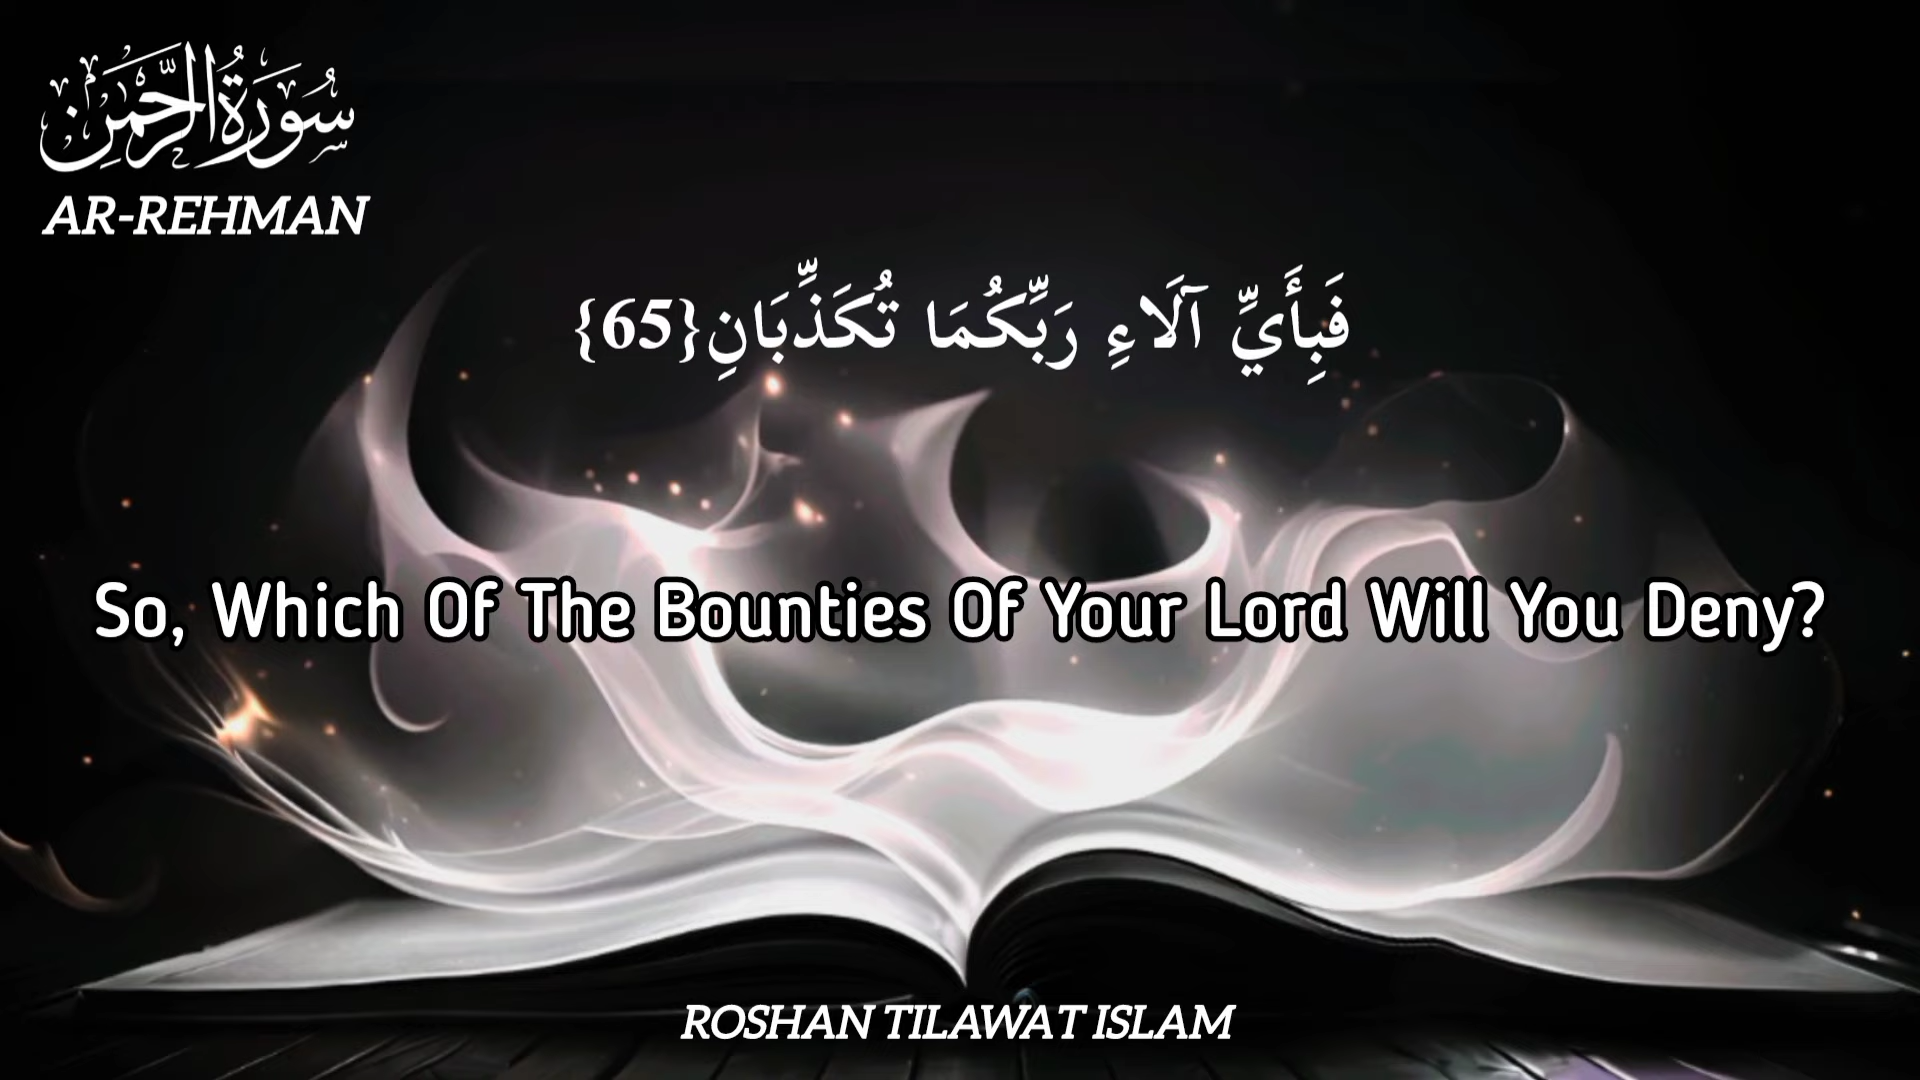 سُورَةُ الرَّحْمَٰن
AR-REHMAN
فَبِأَيِّ آلَاءِ رَبِّكُمَا تُكَذِّبَانِ{65}
So, Which Of The Bounties Of Your Lord Will You Deny?
ROSHAN TILAWAT ISLAM